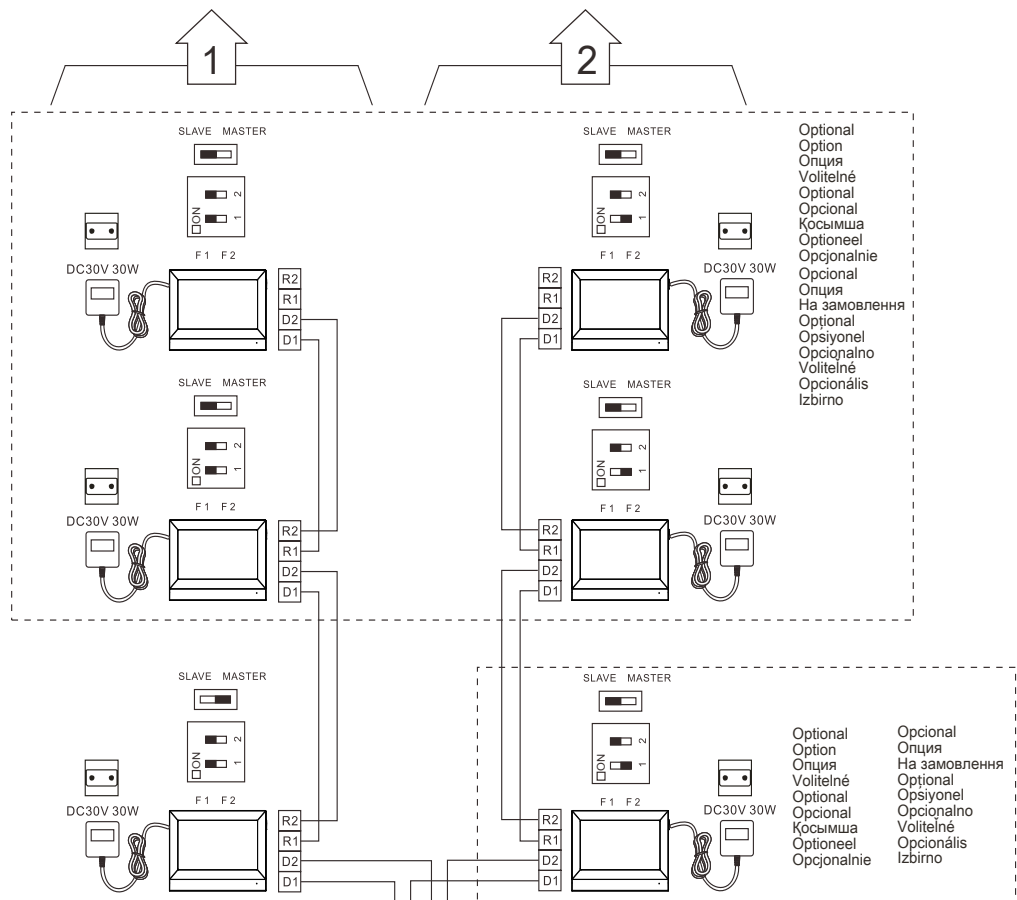 1
2
SLAVE MASTER
2
1
ON
F1 F2
DC30V 30W
R2
R1
D2
D1
SLAVE MASTER
2
1
ON
F1 F2
DC30V 30W
R2
R1
D2
D1
Optional
Option
Опция
Volitelné
Optional
Opcional
Қосымша
Optioneel
Opcjonalnie
Opcional
Опция
На замовлення
Opțional
Opsiyonel
Opcionalno
Volitelné
Opcionális
Izbirno
SLAVE MASTER
2
1
ON
F1 F2
DC30V 30W
R2
R1
D2
D1
SLAVE MASTER
2
1
ON
F1 F2
DC30V 30W
R2
R1
D2
D1
SLAVE MASTER
2
1
ON
F1 F2
DC30V 30W
R2
R1
D2
D1
SLAVE MASTER
2
1
ON
F1 F2
DC30V 30W
R2
R1
D2
D1
Optional
Option
Опция
Volitelné
Optional
Opcional
Қосымша
Optioneel
Opcjonalnie
Opcional
Опция
На замовлення
Opțional
Opsiyonel
Opcionalno
Volitelné
Opcionális
Izbirno